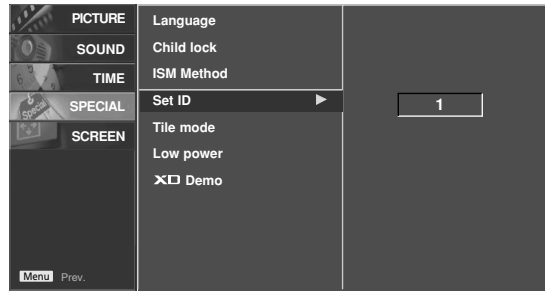 PICTURE
SOUND
TIME
SPECIAL
SCREEN
Menu Prev.
Language
Child lock
ISM Method
Set ID ▶
Tile mode
Low power
XD Demo
1